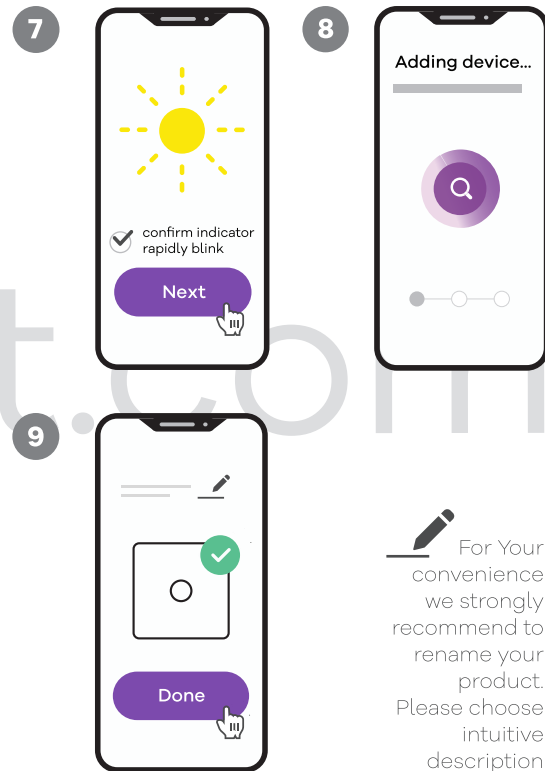 7
8
Adding device...
confirm indicator
rapidly blink
Next
t.com
9
Done
For Your
convenience
we strongly
recommend to
rename your
product.
Please choose
intuitive
description